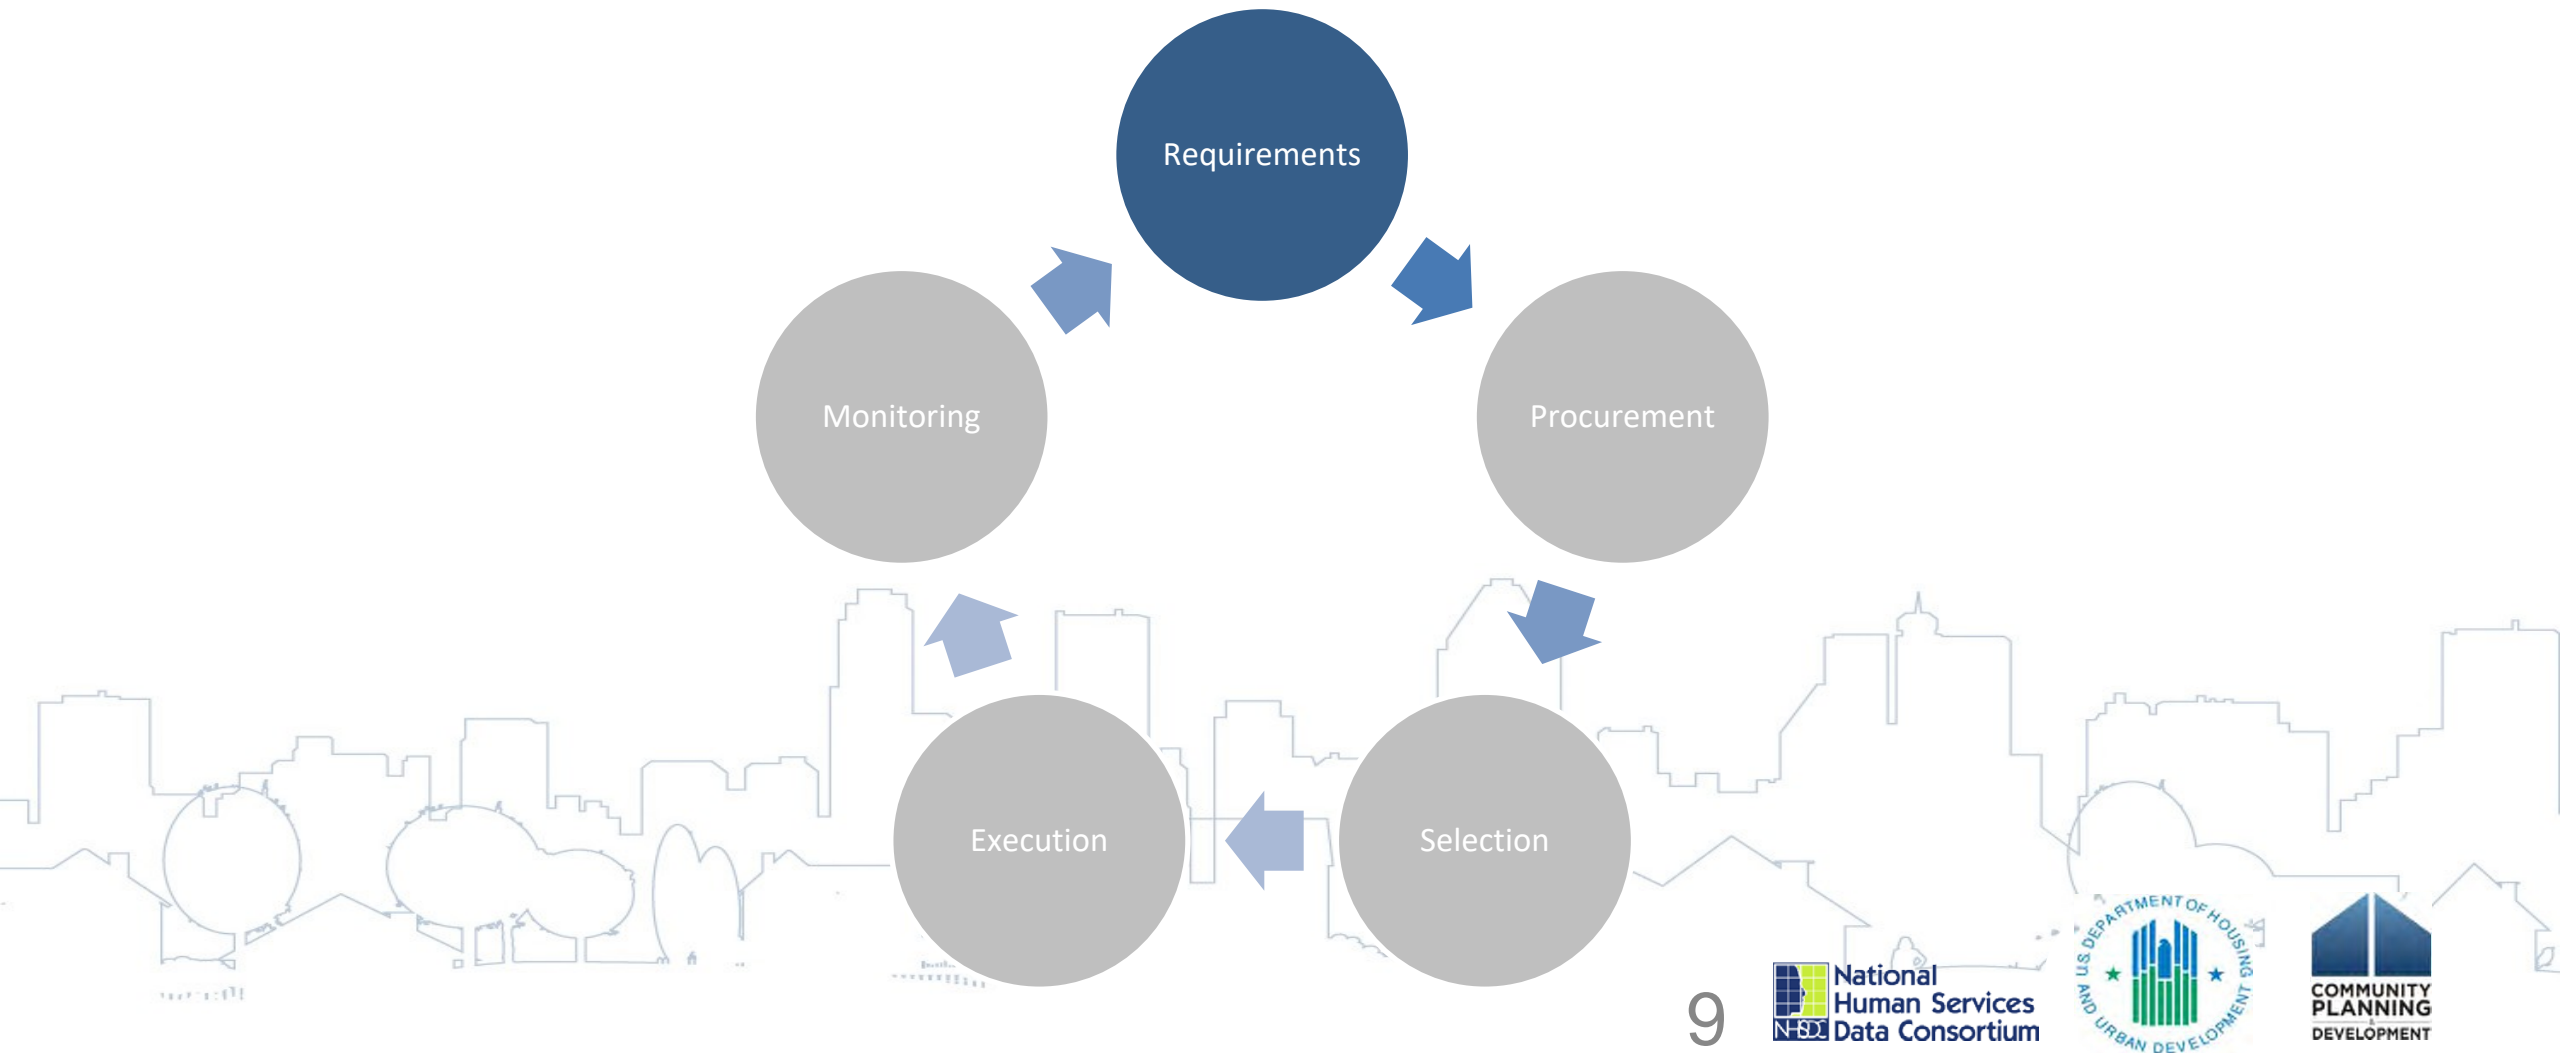 Requirements
Monitoring
Procurement
Execution
Selection
9
NHSDC
National
Human Services
Data Consortium
U.S. DEPARTMENT OF HOUSING
AND URBAN DEVELOPMENT
COMMUNITY
PLANNING
&
DEVELOPMENT